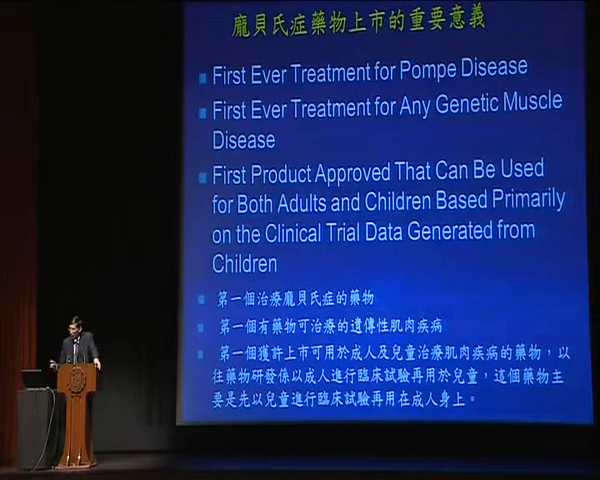 龐貝氏症藥物上市的重要意義
First Ever Treatment for Pompe Disease
First Ever Treatment for Any Genetic Muscle
Disease
First Product Approved That Can Be Used
for Both Adults and Children Based Primarily
on the Clinical Trial Data Generated from
Children
第一個治療龐貝氏症的藥物
第一個有藥物可治療的遺傳性肌肉疾病
第一個獲許上市可用於成人及兒童治療肌肉疾病的藥物，以
往藥物研發係以成人進行臨床試驗再用於兒童，這個藥物主
要是先以兒童進行臨床試驗再用在成人身上。